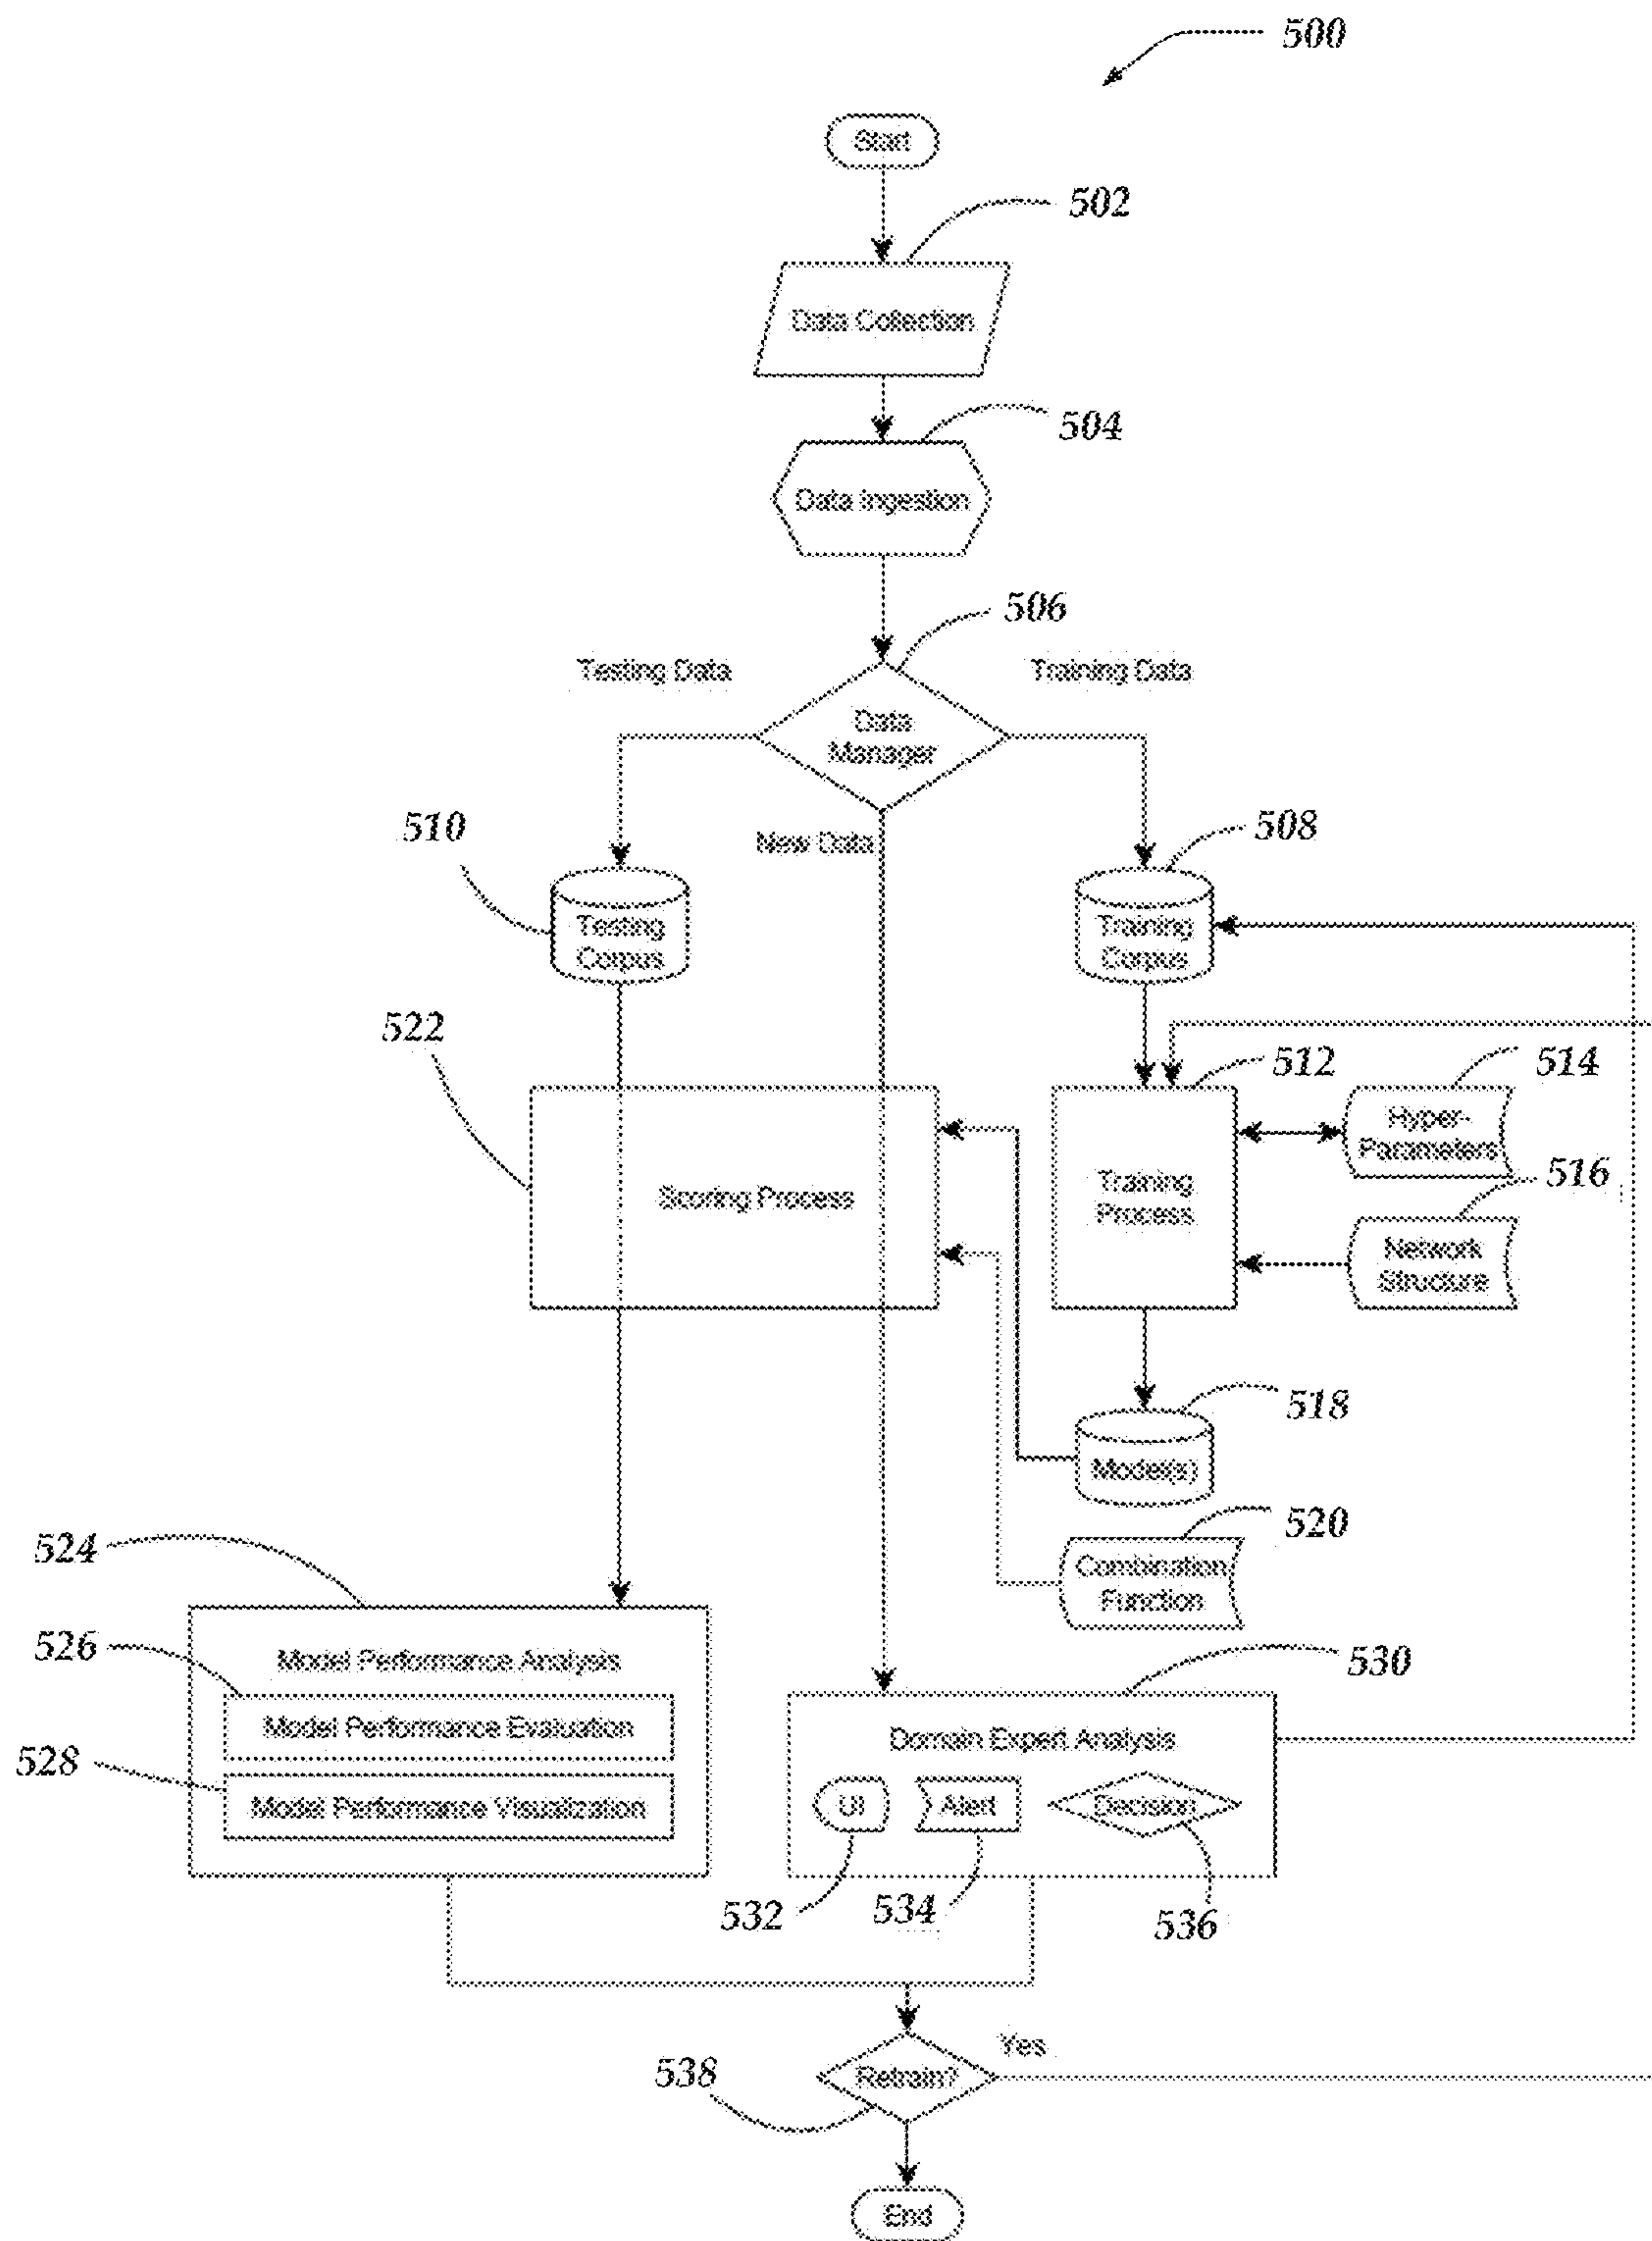 500
Start
502
Data Collection
504
Data Ingestion
506
Testing Data
Training Data
Data
Manager
510
New Data
508
Testing
Corpus
Training
Corpus
522
512
514
Hyper-
Parameters
516
Scoring Process
Training
Process
Network
Structure
518
Model(s)
520
Combination
Function
524
526
Model Performance Analysis
530
Model Performance Evaluation
Domain Expert Analysis
528
Model Performance Visualization
UI
Alert
Decision
532
534
536
Yes
538
Retrain?
End